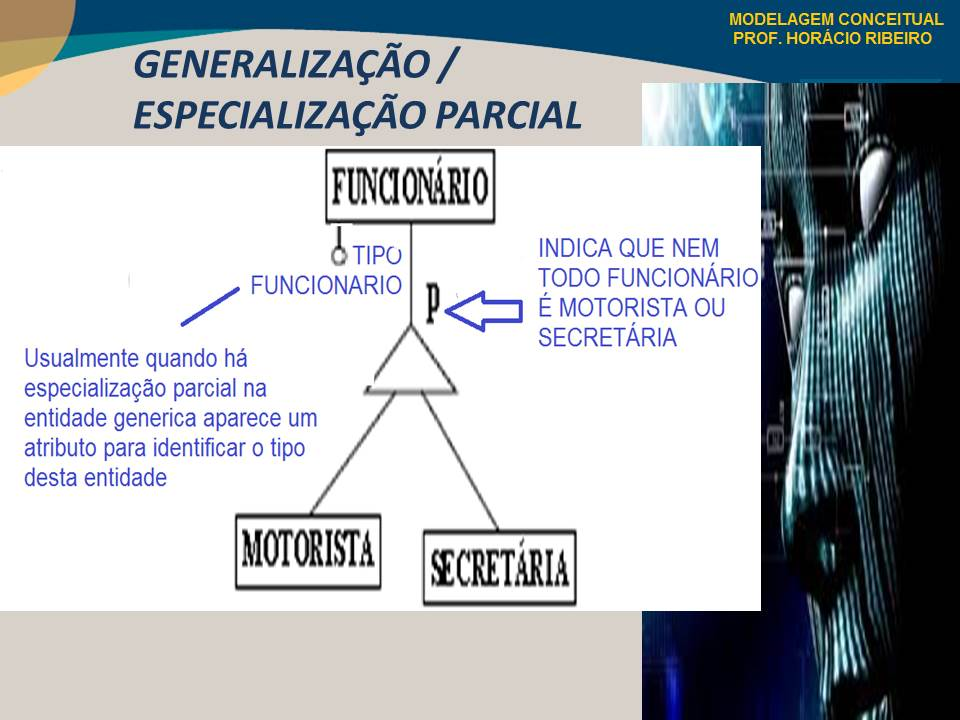 MODELAGEM CONCEITUAL
PROF. HORÁCIO RIBEIRO
GENERALIZAÇÃO /
ESPECIALIZAÇÃO PARCIAL
FUNCIONÁRIO
TIPO
FUNCIONARIO
p
INDICA QUE NEM
TODO FUNCIONÁRIO
É MOTORISTA OU
SECRETÁRIA
Usualmente quando há
especialização parcial na
entidade generica aparece um
atributo para identificar o tipo
desta entidade
MOTORISTA
SECRETÁRIA